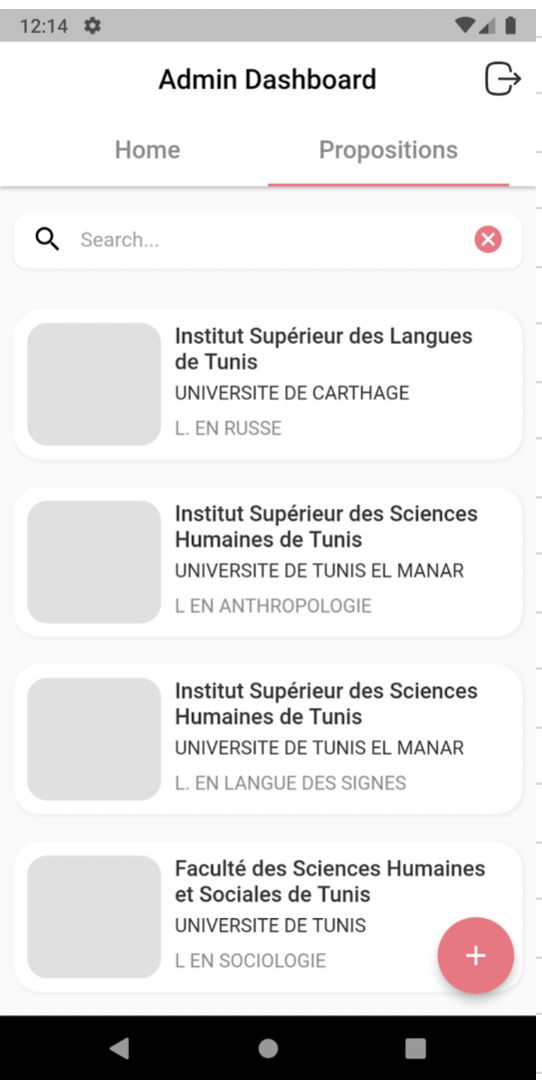 12:14
Admin Dashboard
Home Propositions
Search...
Institut Supérieur des Langues
de Tunis
UNIVERSITE DE CARTHAGE
L. EN RUSSE
Institut Supérieur des Sciences
Humaines de Tunis
UNIVERSITE DE TUNIS EL MANAR
L EN ANTHROPOLOGIE
Institut Supérieur des Sciences
Humaines de Tunis
UNIVERSITE DE TUNIS EL MANAR
L. EN LANGUE DES SIGNES
Faculté des Sciences Humaines
et Sociales de Tunis
UNIVERSITE DE TUNIS
L EN SOCIOLOGIE
+